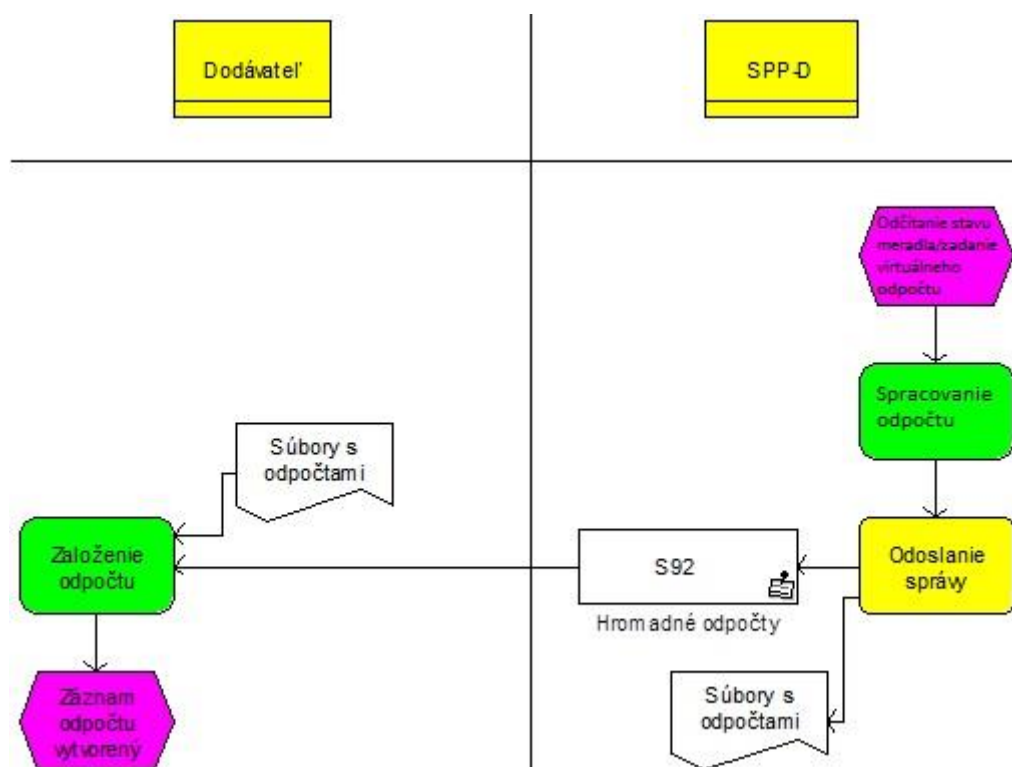 Dodávateľ
SPP-D
Odčítanie stavu
meradla/zadanie
virtuálneho
odpočtu
Spracovanie
odpočtu
Súbory s
odpočtami
Založenie
odpočtu
S92
Odoslanie
správy
Hromadné odpočty
Súbory s
odpočtami
Záznam
odpočtu
vytvorený